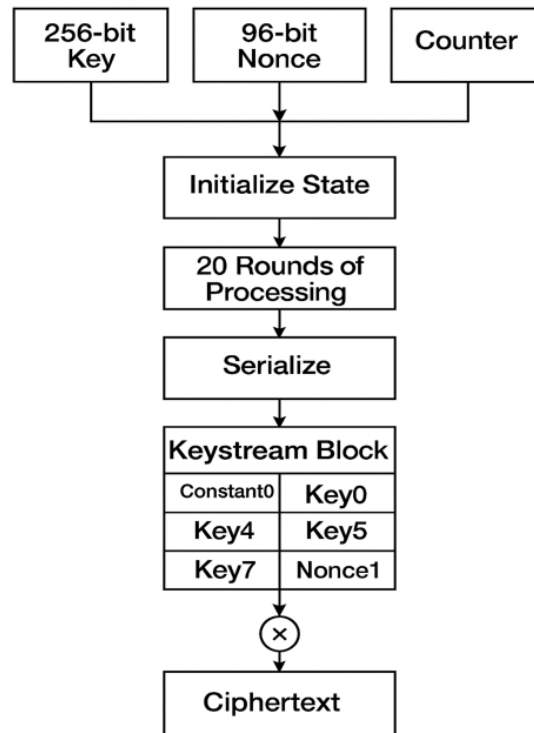 256-bit
Key
96-bit
Nonce
Counter
Initialize State
20 Rounds of
Processing
Serialize
Keystream Block
Constant0 Key0
Key4 Key5
Key7 Nonce1
×
Ciphertext